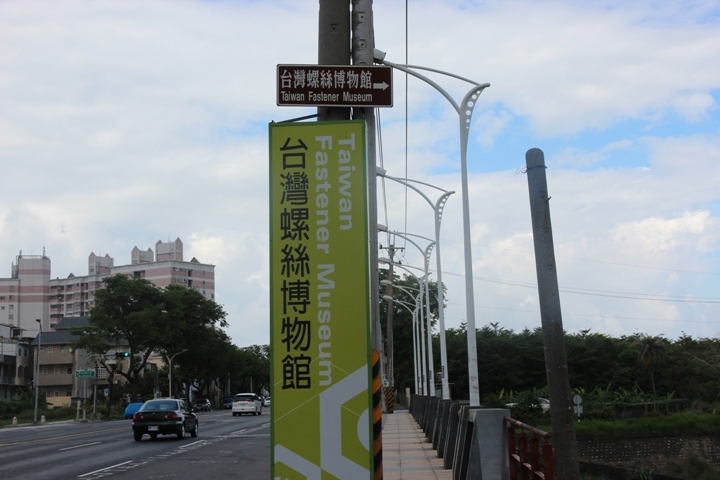 台灣螺絲博物館
Taiwan Fastener Museum
Taiwan
Fastener Museum
台灣螺絲博物館